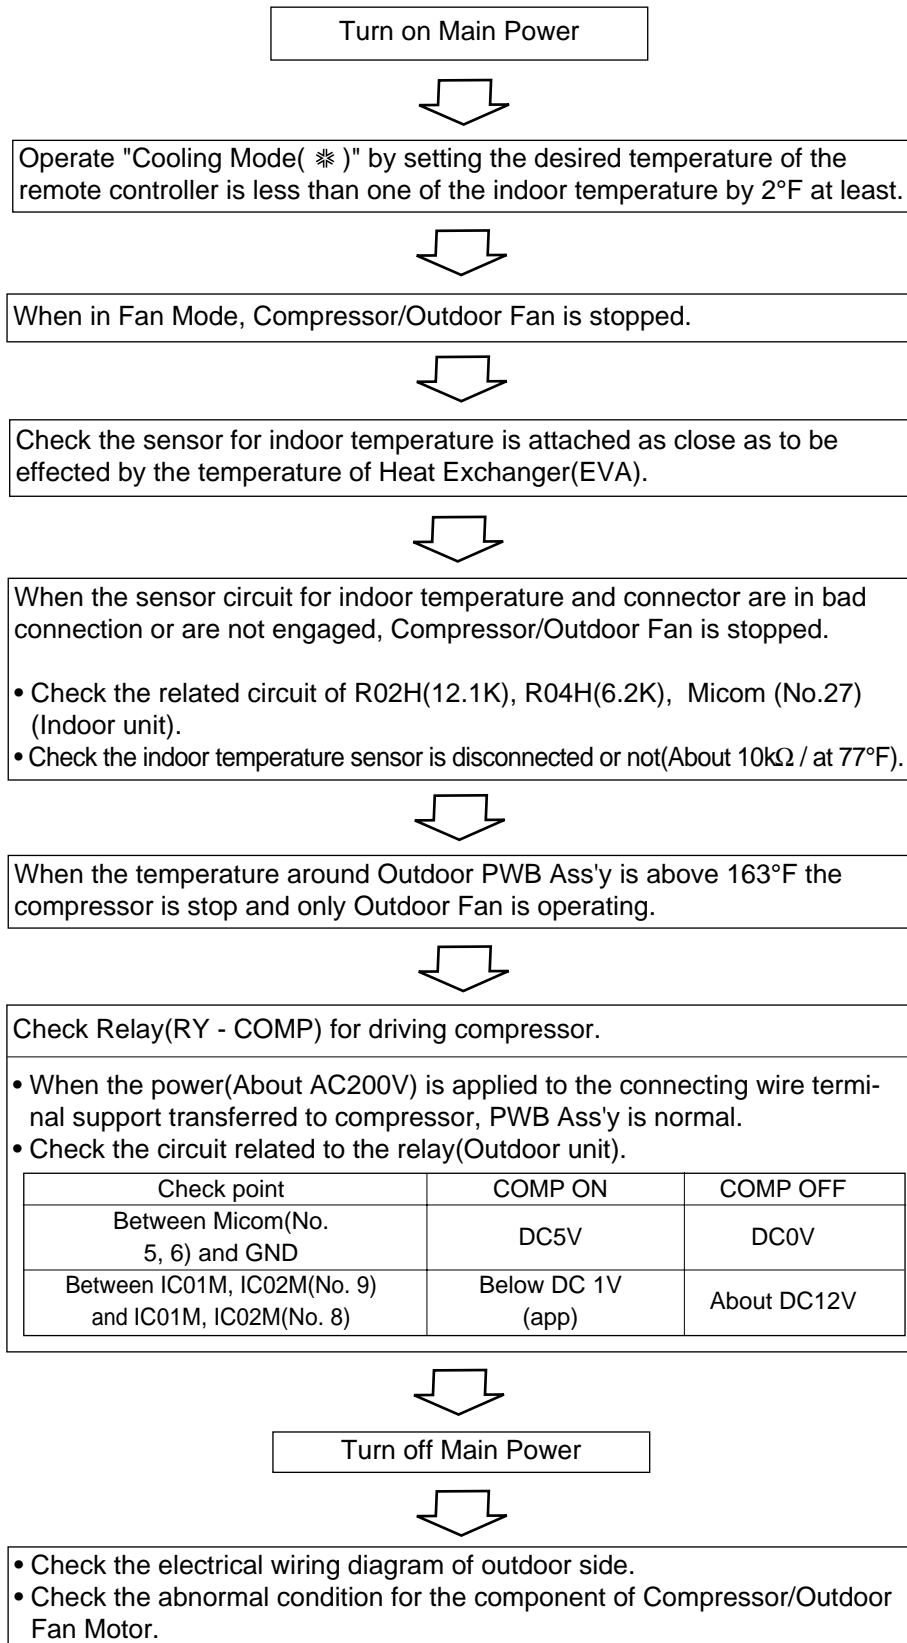 Turn on Main Power
Operate "Cooling Mode( ❊ )" by setting the desired temperature of the
remote controller is less than one of the indoor temperature by 2°F at least.
When in Fan Mode, Compressor/Outdoor Fan is stopped.
Check the sensor for indoor temperature is attached as close as to be
effected by the temperature of Heat Exchanger(EVA).
When the sensor circuit for indoor temperature and connector are in bad
connection or are not engaged, Compressor/Outdoor Fan is stopped.
• Check the related circuit of R02H(12.1K), R04H(6.2K), Micom (No.27)
(Indoor unit).
• Check the indoor temperature sensor is disconnected or not(About 10kΩ / at 77°F).
When the temperature around Outdoor PWB Ass'y is above 163°F the
compressor is stop and only Outdoor Fan is operating.
Check Relay(RY - COMP) for driving compressor.
• When the power(About AC200V) is applied to the connecting wire termi-
nal support transferred to compressor, PWB Ass'y is normal.
• Check the circuit related to the relay(Outdoor unit).
Check point COMP ON COMP OFF
Between Micom(No.
5, 6) and GND DC5V DC0V
Between IC01M, IC02M(No. 9)
and IC01M, IC02M(No. 8) Below DC 1V
(app) About DC12V
Turn off Main Power
• Check the electrical wiring diagram of outdoor side.
• Check the abnormal condition for the component of Compressor/Outdoor
Fan Motor.